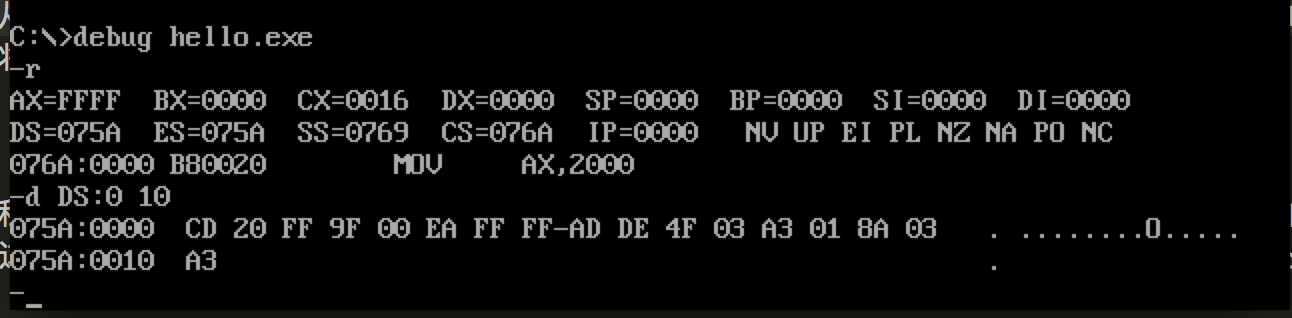 C:\>debug hello.exe
-r
AX=FFFF  BX=0000  CX=0016  DX=0000  SP=0000  BP=0000  SI=0000  DI=0000
DS=075A  ES=075A  SS=0769  CS=076A  IP=0000   NV UP EI PL NZ NA PO NC
076A:0000 B80020        MOV     AX,2000
-d DS:0 10
075A:0000  CD 20 FF 9F 00 EA FF FF-AD DE 4F 03 A3 01 8A 03   . ........O.....
075A:0010  A3                                                .
-_